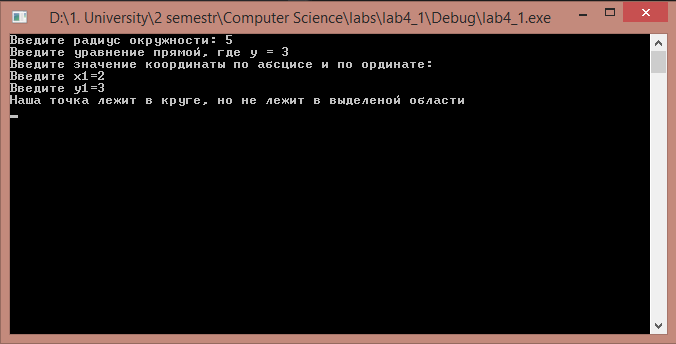 D:\1. University\2 semestr\Computer Science\labs\lab4_1\Debug\lab4_1.exe
Введите радиус окружности: 5
Введите уравнение прямой, где y = 3
Введите значение координаты по абсцисе и по ординате:
Введите x1=2
Введите y1=3
Наша точка лежит в круге, но не лежит в выделеной области